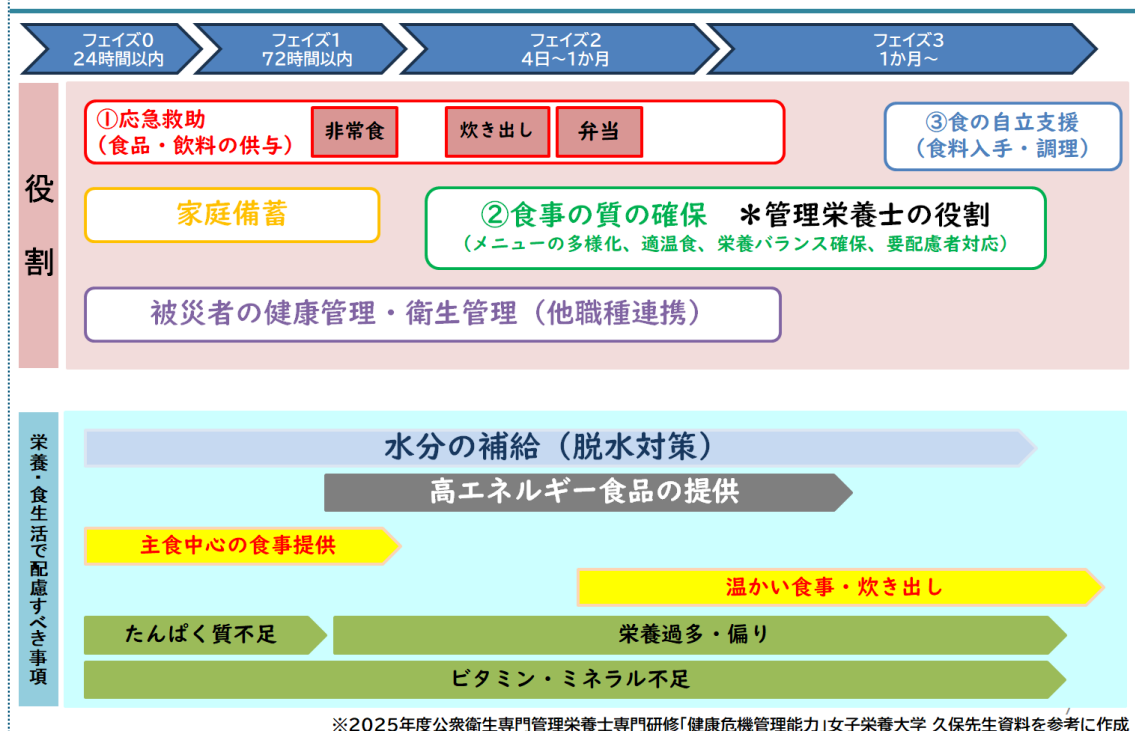 フェイズ0
24時間以内
フェイズ1
72時間以内
フェイズ2
4日～1か月
フェイズ3
1か月～
役割
①応急救助
（食品・飲料の供与）
非常食
炊き出し
弁当
③食の自立支援
（食料入手・調理）
家庭備蓄
②食事の質の確保　＊管理栄養士の役割
（メニューの多様化、適温食、栄養バランス確保、要配慮者対応）
被災者の健康管理・衛生管理（他職種連携）
栄養・食生活で配慮すべき事項
水分の補給（脱水対策）
高エネルギー食品の提供
主食中心の食事提供
温かい食事・炊き出し
たんぱく質不足
栄養過多・偏り
ビタミン・ミネラル不足
※2025年度公衆衛生専門管理栄養士専門研修「健康危機管理能力」女子栄養大学 久保先生資料を参考に作成